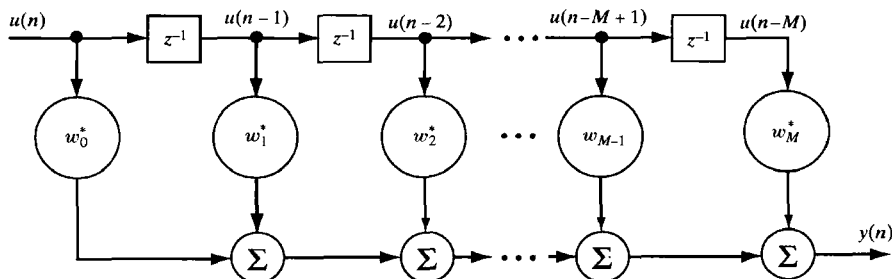 u(n) u(n−1) u(n−2) u(n−M + 1) u(n−M)
z⁻¹ z⁻¹ • • • z⁻¹
w₀* w₁* w₂* • • • w_{M−1} w_M*
y(n)
Σ Σ • • • Σ Σ